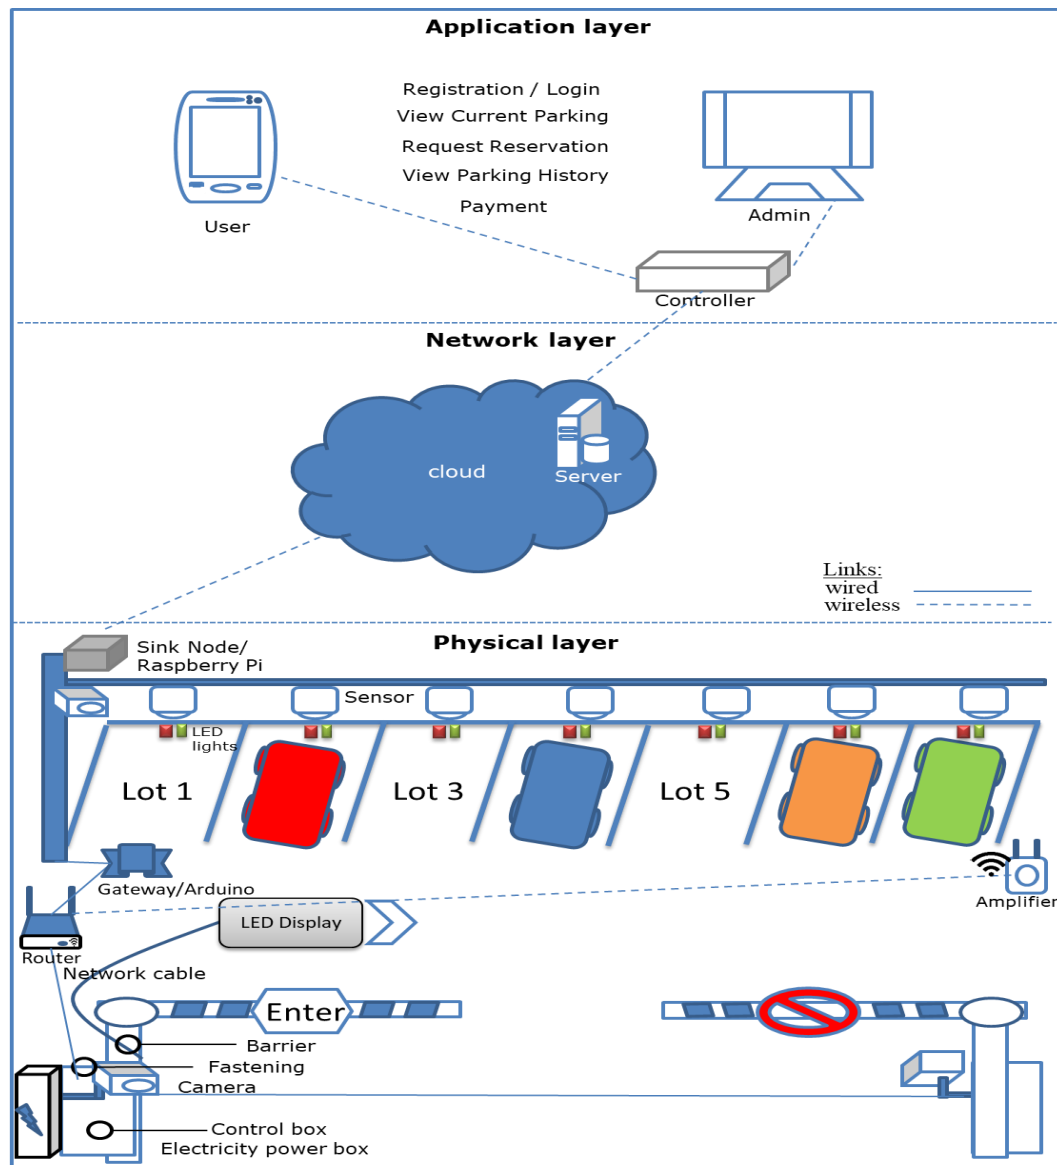 Application layer
Registration / Login
View Current Parking
Request Reservation
View Parking History
Payment
User
Admin
Controller
Network layer
cloud
Server
Links:
wired
wireless
Physical layer
Sink Node/
Raspberry Pi
Sensor
LED
lights
Lot 1
Lot 3
Lot 5
Gateway/Arduino
Amplifier
LED Display
Router
Network cable
Enter
Barrier
Fastening
Camera
Control box
Electricity power box